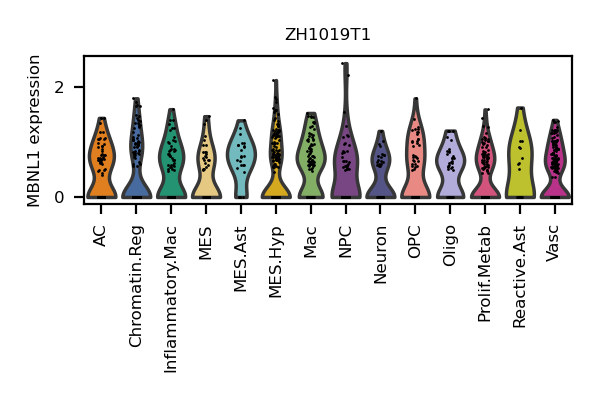 ZH1019T1
MBNL1 expression
2
0
AC
Chromatin.Reg
Inflammatory.Mac
MES
MES.Ast
MES.Hyp
Mac
NPC
Neuron
OPC
Oligo
Prolif.Metab
Reactive.Ast
Vasc